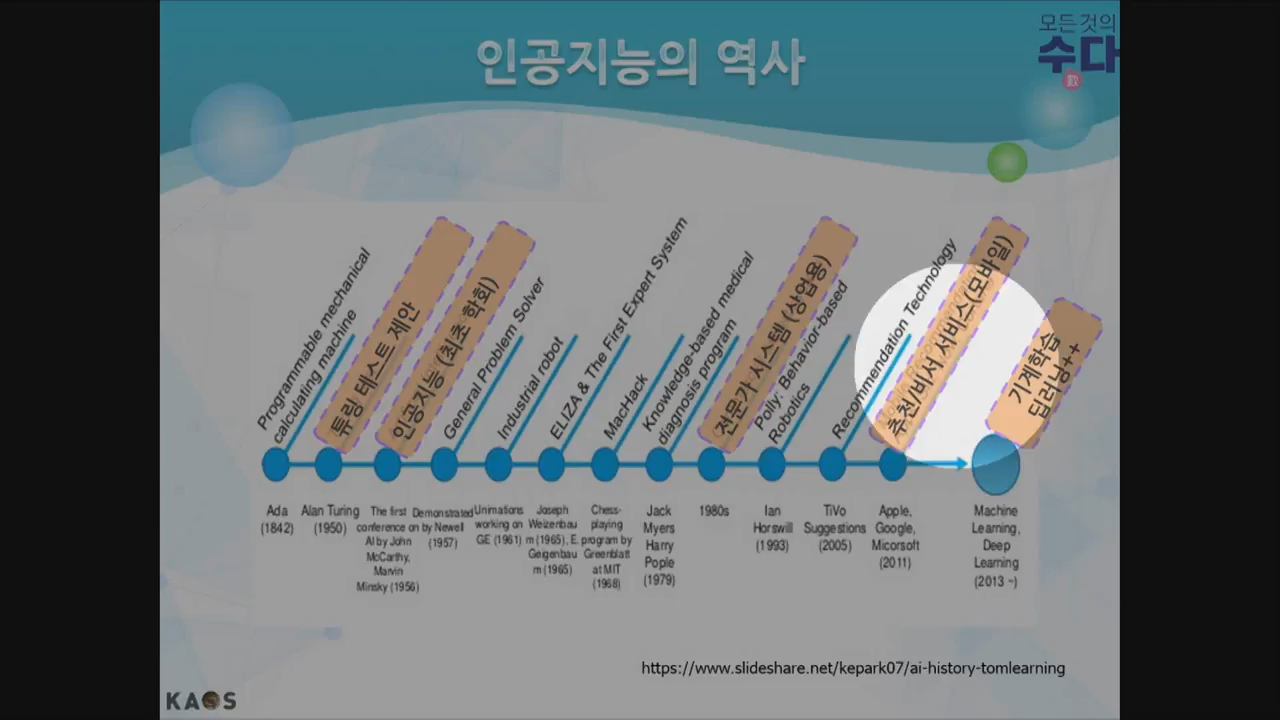 인공지능의 역사
모든 것의
수다
數
Programmable mechanical
calculating machine
튜링 테스트 제안
인공지능 (최초 학회)
General Problem Solver
Industrial robot
ELIZA & The First Expert System
MacHack
Knowledge-based medical
diagnosis program
전문가 시스템 (상업용)
Polly: Behavior-based
Robotics
Recommendation Technology
추천/비서 서비스(모바일)
기계학습
딥러닝++
Ada
(1842)
Alan Turing
(1950)
The first
conference on
AI by John
McCarthy,
Marvin
Minsky (1956)
Demonstrated
by Newell
(1957)
Unimations
working on
GE (1961)
Joseph
Weizenbau
m (1965), E.
Geigenbau
m (1965)
Chess-
playing
program by
Greenblatt
at MIT
(1968)
Jack
Myers
Harry
Pople
(1979)
1980s
Ian
Horswill
(1993)
TiVo
Suggestions
(2005)
Apple,
Google,
Micorsoft
(2011)
Machine
Learning,
Deep
Learning
(2013 ~)
https://www.slideshare.net/kepark07/ai-history-tomlearning
KAOS